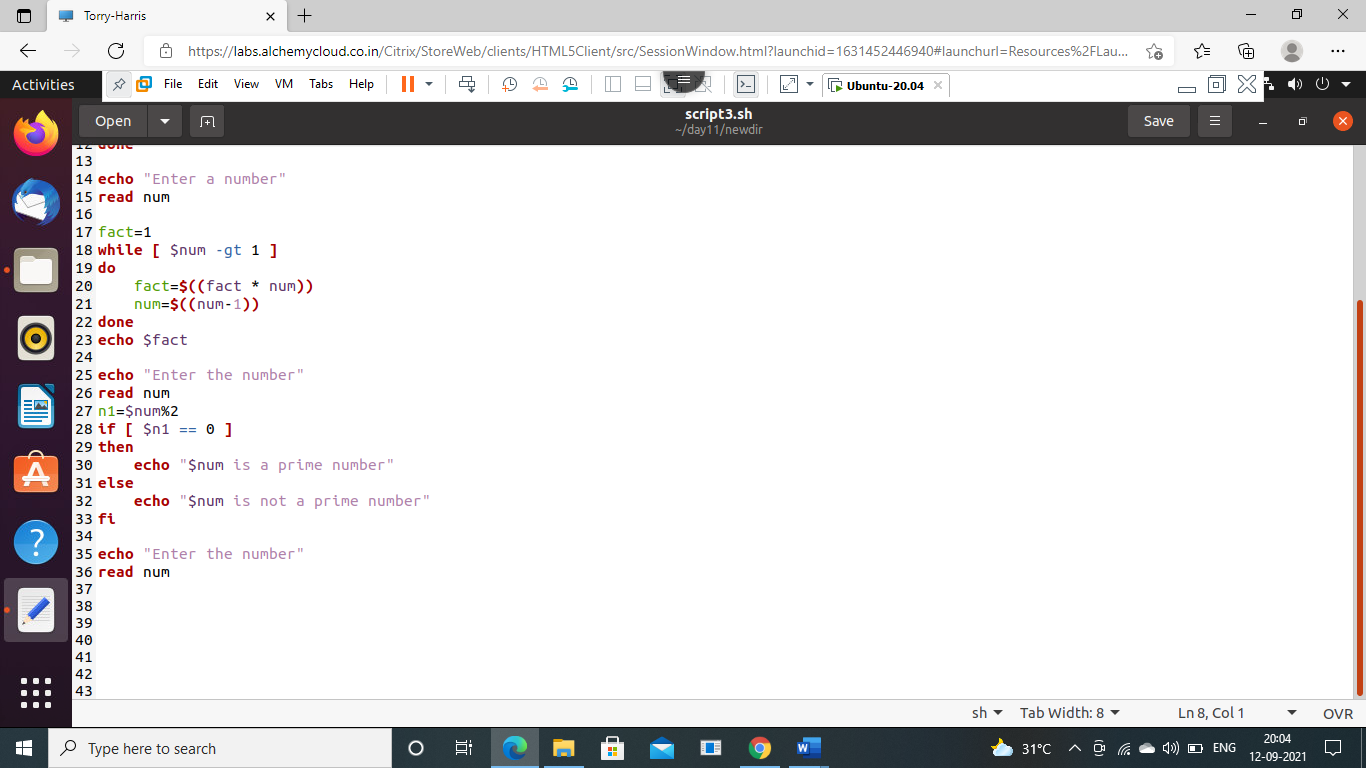 Torry-Harris
https://labs.alchemycloud.co.in/Citrix/StoreWeb/clients/HTML5Client/src/SessionWindow.html?launchid=1631452446940#launchurl=Resources%2FLau...
Activities
File Edit View VM Tabs Help
Ubuntu-20.04
Open
script3.sh
~/day11/newdir
Save
12 done
13
14 echo "Enter a number"
15 read num
16
17 fact=1
18 while [ $num -gt 1 ]
19 do
20     fact=$((fact * num))
21     num=$((num-1))
22 done
23 echo $fact
24
25 echo "Enter the number"
26 read num
27 n1=$num%2
28 if [ $n1 == 0 ]
29 then
30     echo "$num is a prime number"
31 else
32     echo "$num is not a prime number"
33 fi
34
35 echo "Enter the number"
36 read num
37
38
39
40
41
42
43
sh Tab Width: 8 Ln 8, Col 1 OVR
Type here to search
31°C
ENG
20:04
12-09-2021